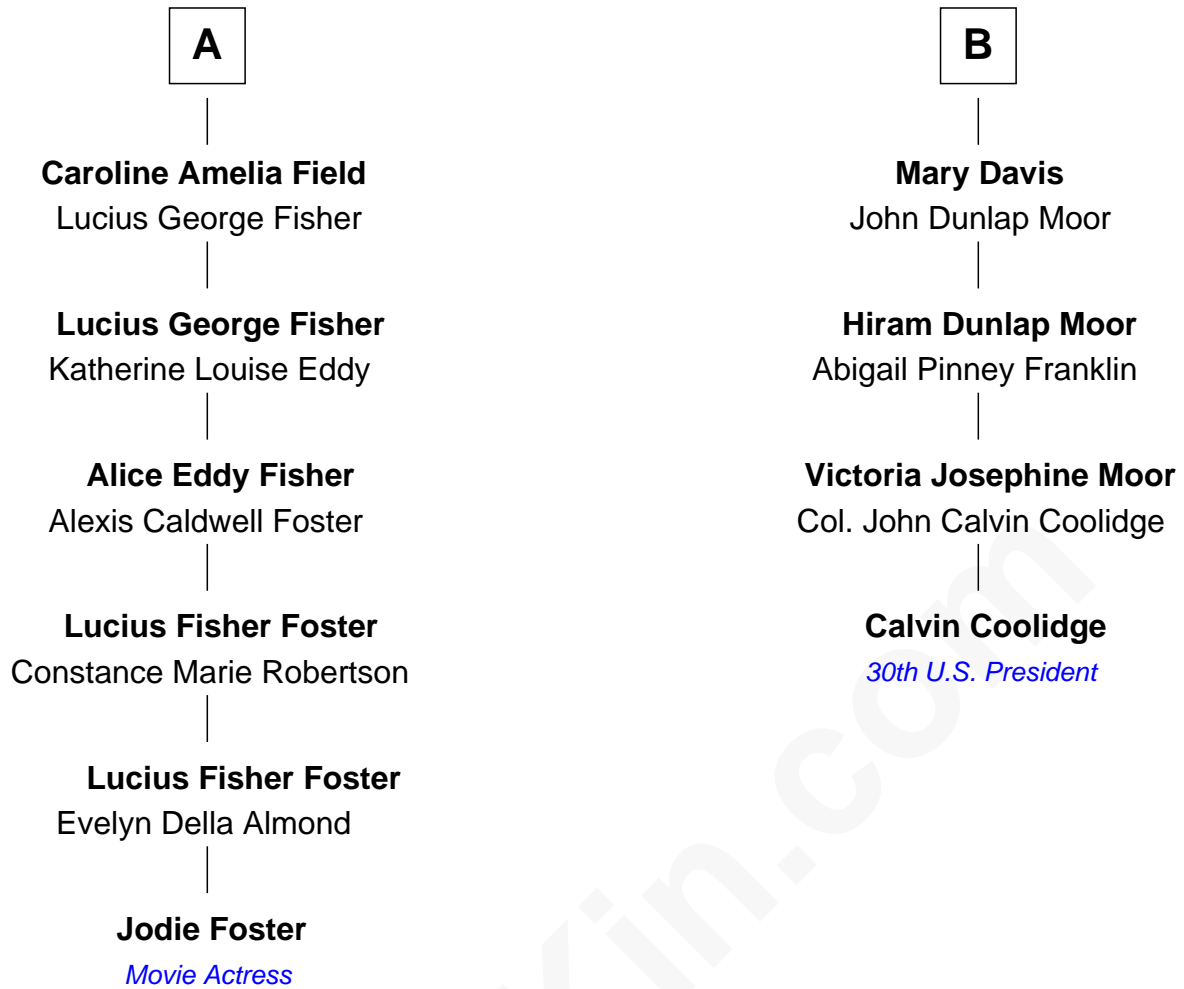 A
Caroline Amelia Field
Lucius George Fisher
Lucius George Fisher
Katherine Louise Eddy
Alice Eddy Fisher
Alexis Caldwell Foster
Lucius Fisher Foster
Constance Marie Robertson
Lucius Fisher Foster
Evelyn Della Almond
Jodie Foster
Movie Actress
B
Mary Davis
John Dunlap Moor
Hiram Dunlap Moor
Abigail Pinney Franklin
Victoria Josephine Moor
Col. John Calvin Coolidge
Calvin Coolidge
30th U.S. President
in.com